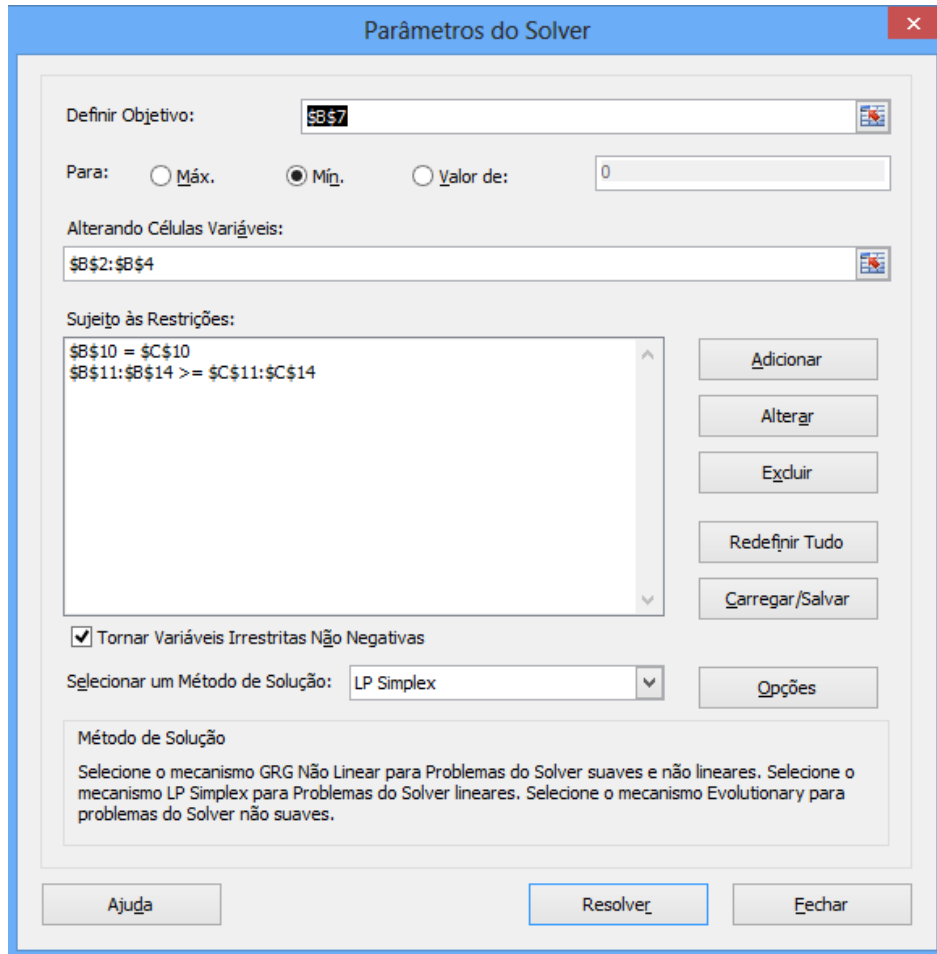 Parâmetros do Solver
Definir Objetivo: $B$7
Para: Máx. Mín. Valor de: 0
Alterando Células Variáveis:
$B$2:$B$4
Sujeito às Restrições:
$B$10 = $C$10
$B$11:$B$14 >= $C$11:$C$14
Adicionar
Alterar
Excluir
Redefinir Tudo
Carregar/Salvar
Tornar Variáveis Irrestritas Não Negativas
Selecionar um Método de Solução: LP Simplex Opções
Método de Solução
Selecione o mecanismo GRG Não Linear para Problemas do Solver suaves e não lineares. Selecione o
mecanismo LP Simplex para Problemas do Solver lineares. Selecione o mecanismo Evolutionary para
problemas do Solver não suaves.
Ajuda Resolver Fechar